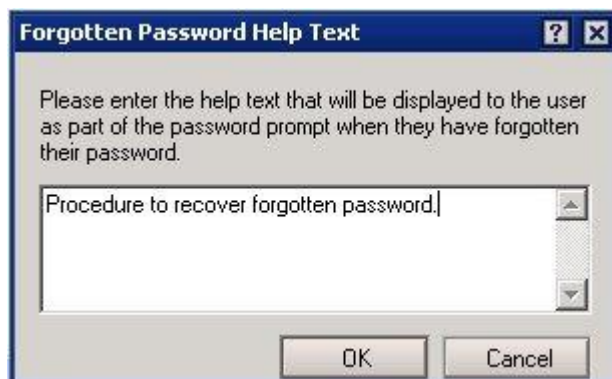 Forgotten Password Help Text
Please enter the help text that will be displayed to the user
as part of the password prompt when they have forgotten
their password.
Procedure to recover forgotten password.
OK Cancel